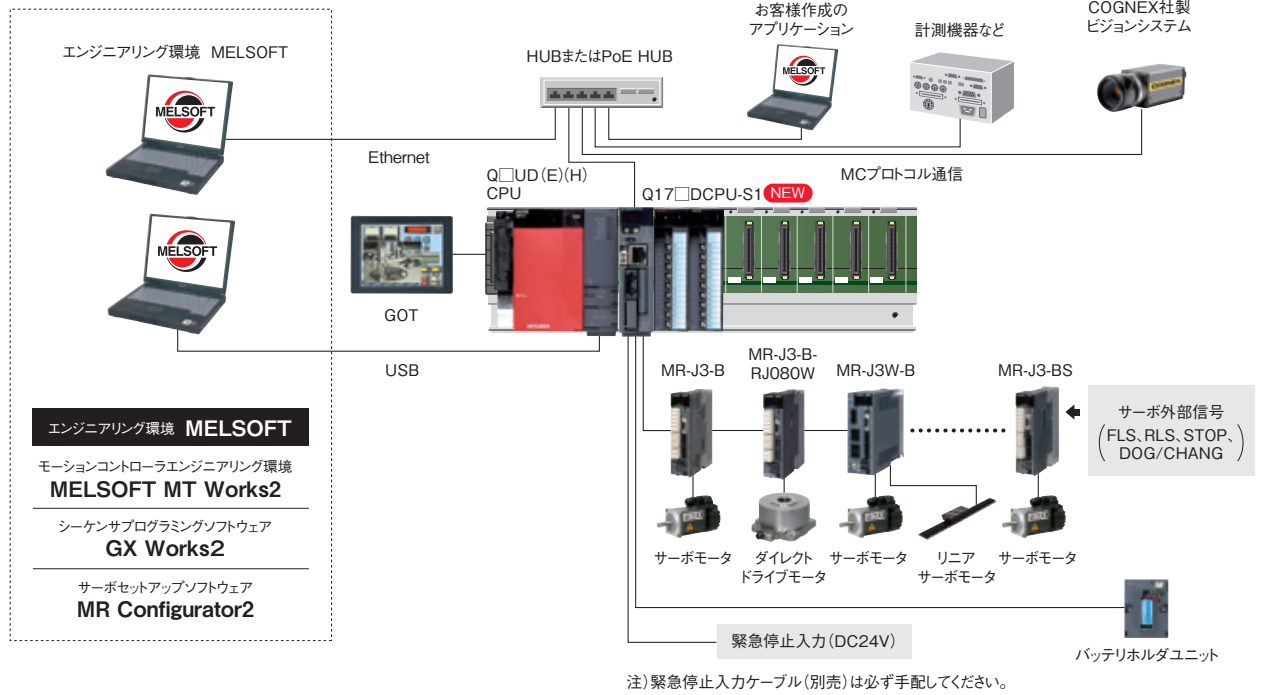 エンジニアリング環境 MELSOFT
MELSOFT
MELSOFT
HUBまたはPoE HUB
お客様作成の
アプリケーション
MELSOFT
計測機器など
COGNEX社製
ビジョンシステム
COGNEX
Ethernet
MCプロトコル通信
Q□UD(E)(H)
CPU
Q17□DCPU-S1 NEW
GOT
USB
MR-J3-B
MR-J3-B-
RJ080W
MR-J3W-B
MR-J3-BS
サーボ外部信号
(FLS、RLS、STOP、
DOG/CHANG)
サーボモータ
ダイレクト
ドライブモータ
サーボモータ
リニア
サーボモータ
サーボモータ
エンジニアリング環境 MELSOFT
モーションコントローラエンジニアリング環境
MELSOFT MT Works2
シーケンサプログラミングソフトウェア
GX Works2
サーボセットアップソフトウェア
MR Configurator2
緊急停止入力(DC24V)
バッテリホルダユニット
注)緊急停止入力ケーブル(別売)は必ず手配してください。